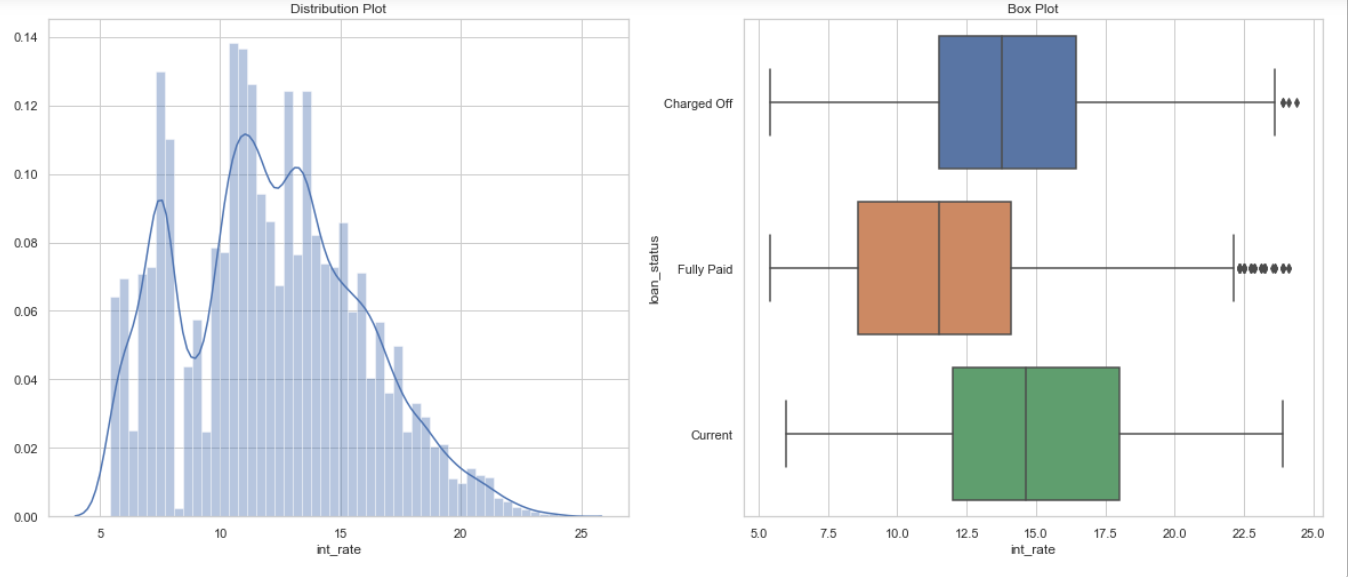 Distribution Plot
0.14
0.12
0.10
0.08
0.06
0.04
0.02
0.00
5 10 15 20 25
int_rate
Box Plot
loan_status
Charged Off
Fully Paid
Current
5.0 7.5 10.0 12.5 15.0 17.5 20.0 22.5 25.0
int_rate